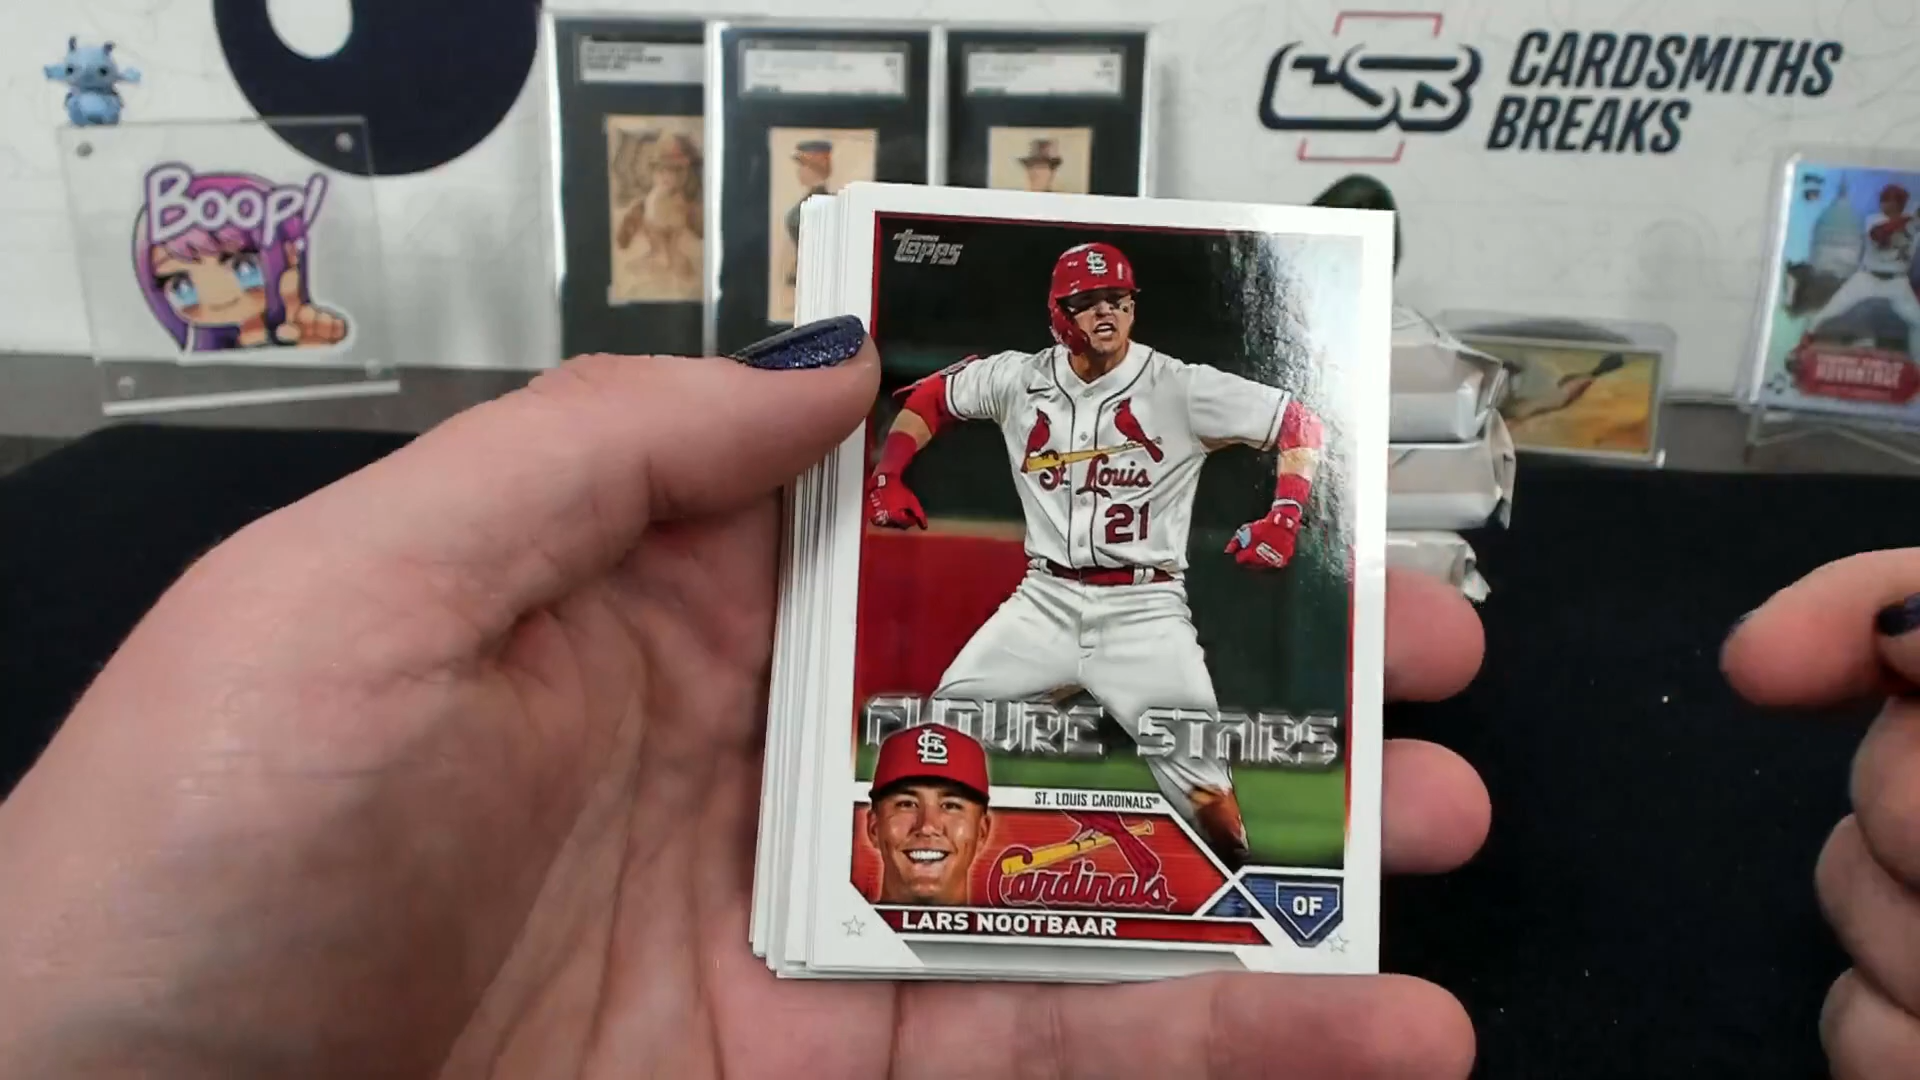 CARDSMITHS
BREAKS
BOOP!
Topps
St. Louis
21
FUTURE STARS
ST. LOUIS CARDINALS
Cardinals
OF
LARS NOOTBAAR